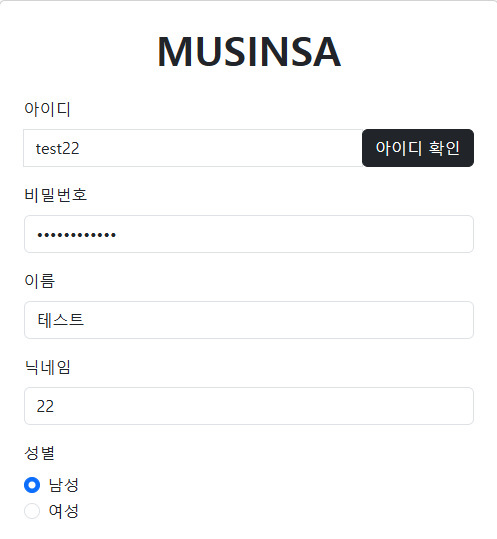 MUSINSA
아이디
test22 아이디 확인
비밀번호
••••••••••••
이름
테스트
닉네임
22
성별
남성
여성